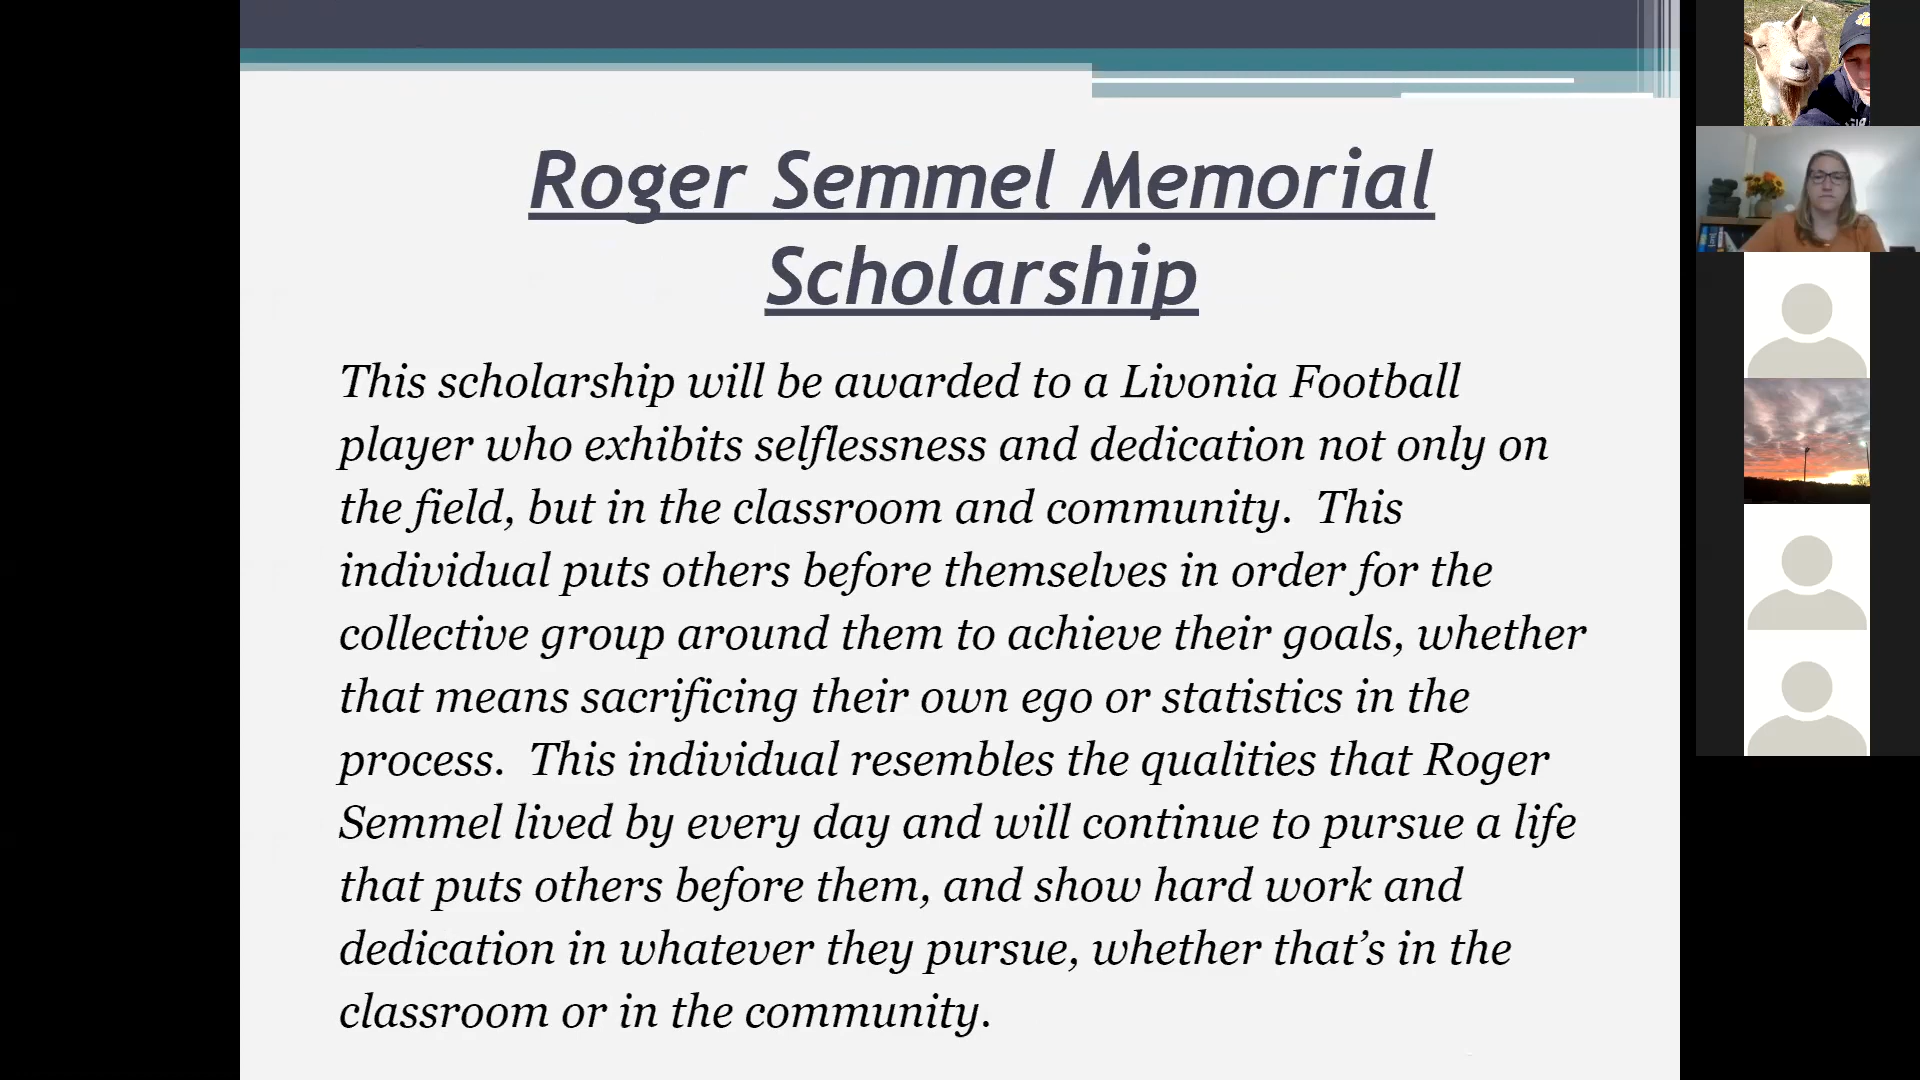 Roger Semmel Memorial
Scholarship
This scholarship will be awarded to a Livonia Football
player who exhibits selflessness and dedication not only on
the field, but in the classroom and community.  This
individual puts others before themselves in order for the
collective group around them to achieve their goals, whether
that means sacrificing their own ego or statistics in the
process.  This individual resembles the qualities that Roger
Semmel lived by every day and will continue to pursue a life
that puts others before them, and show hard work and
dedication in whatever they pursue, whether that’s in the
classroom or in the community.